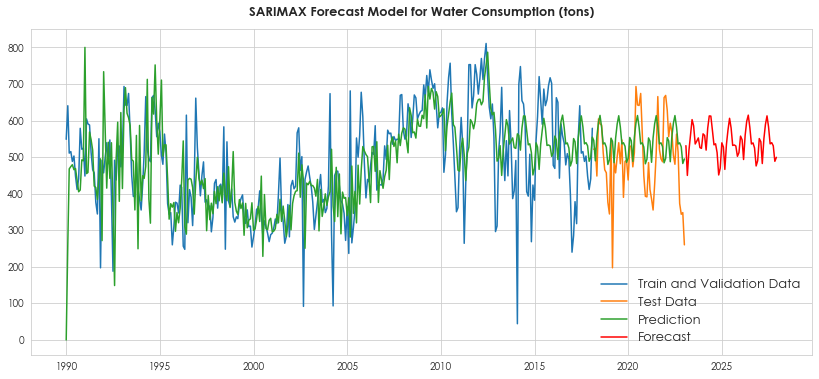 SARIMAX Forecast Model for Water Consumption (tons)
800
700
600
500
400
300
200
100
0
Train and Validation Data
Test Data
Prediction
Forecast
1990 1995 2000 2005 2010 2015 2020 2025